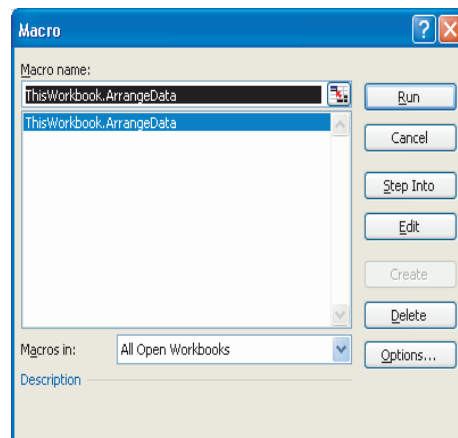 Macro
Macro name:
ThisWorkbook.ArrangeData
Run
ThisWorkbook.ArrangeData
Cancel
Step Into
Edit
Create
Delete
Macros in: All Open Workbooks
Options...
Description